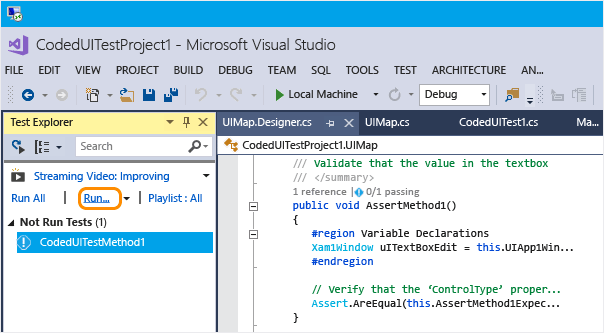 CodedUITestProject1 - Microsoft Visual Studio
FILE EDIT VIEW PROJECT BUILD DEBUG TEAM SQL TOOLS TEST ARCHITECTURE AN...
Local Machine Debug
Test Explorer
Search
Streaming Video: Improving
Run All Run... Playlist : All
Not Run Tests (1)
CodedUITestMethod1
UIMap.Designer.cs UIMap.cs CodedUITest1.cs Ma...
CodedUITestProject1.UIMap
/// Validate that the value in the textbox
/// </summary>
1 reference | 0/1 passing
public void AssertMethod1()
{
#region Variable Declarations
Xam1Window uITextBoxEdit = this.UIApp1Win...
#endregion
// Verify that the ‘ControlType’ proper...
Assert.AreEqual(this.AssertMethod1Expec...
}